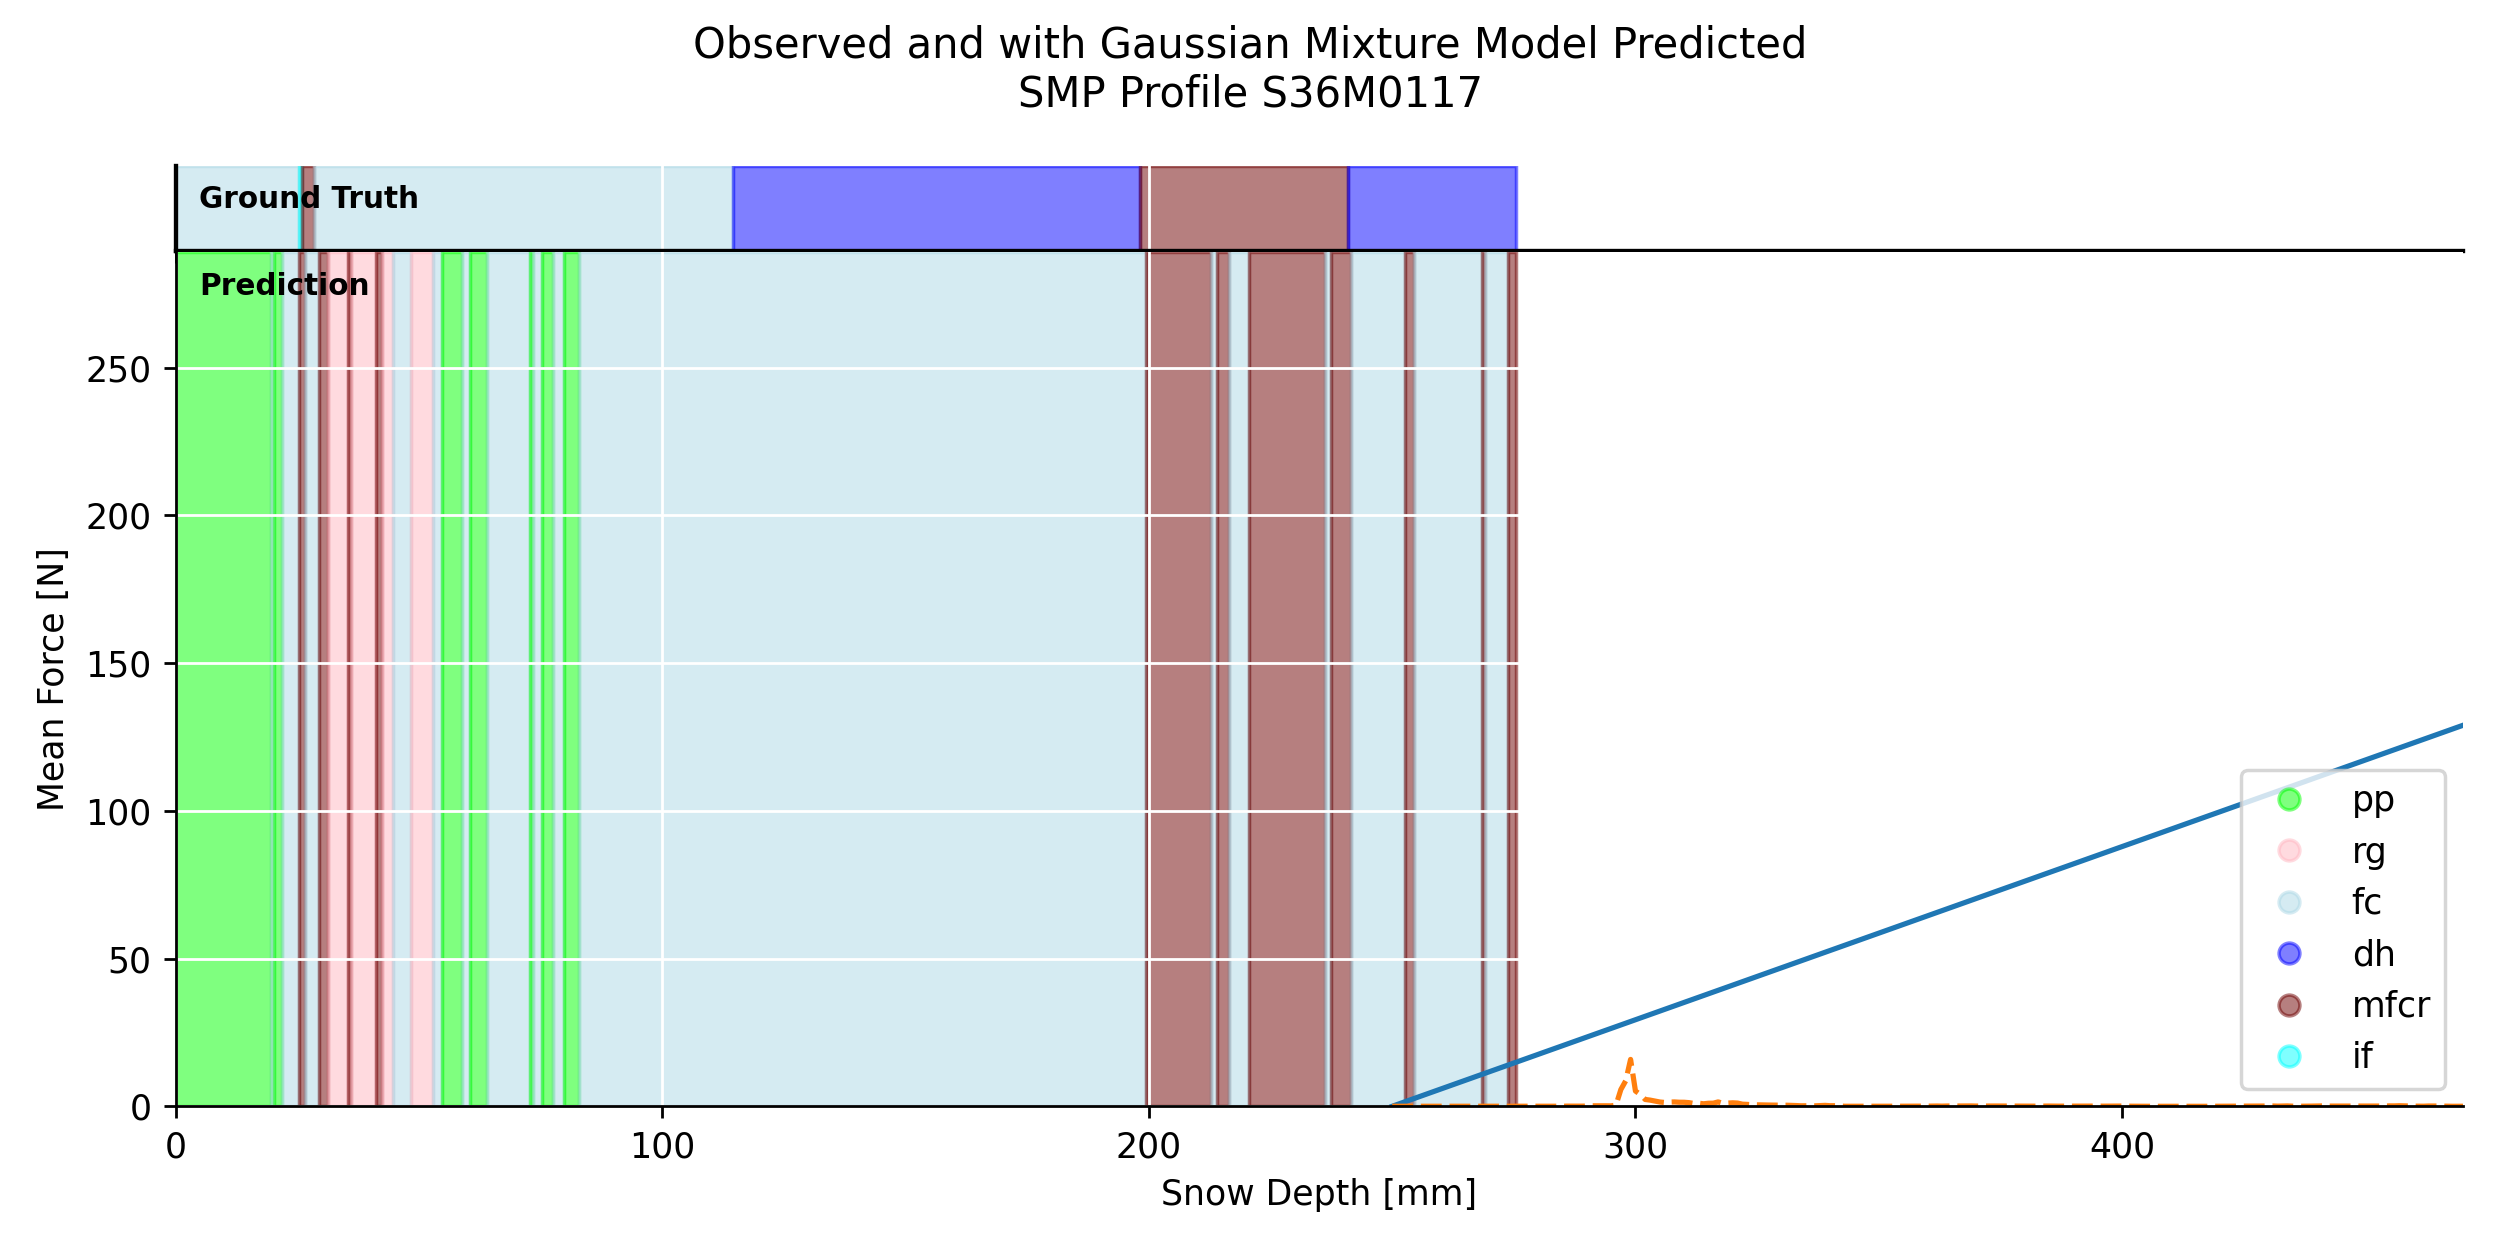 Observed and with Gaussian Mixture Model Predicted
SMP Profile S36M0117
Ground Truth
Prediction
250
200
150
100
50
0
Mean Force [N]
0 100 200 300 400
Snow Depth [mm]
pp
rg
fc
dh
mfcr
if